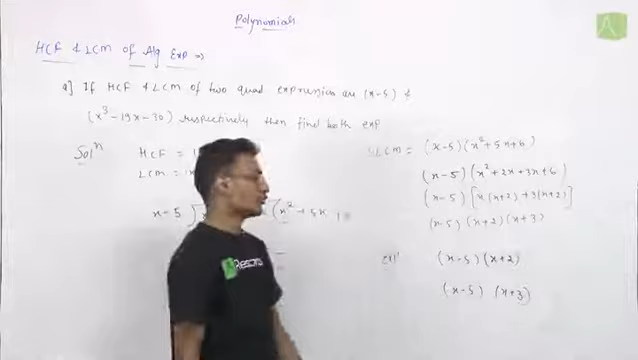 Polynomials
HCF & LCM of Alg Exp ⇒
Q] If HCF & LCM of two quad expression are (x-5) &
(x³-19x-30) respectively then find both exp
Solⁿ
HCF =
LCM =
x-5
x²+5x
LCM = (x-5)(x²+5x+6)
(x-5)(x²+2x+3x+6)
(x-5)[x(x+2)+3(x+2)]
(x-5)(x+2)(x+3)
(x-5)(x+2)
(x-5)(x+3)